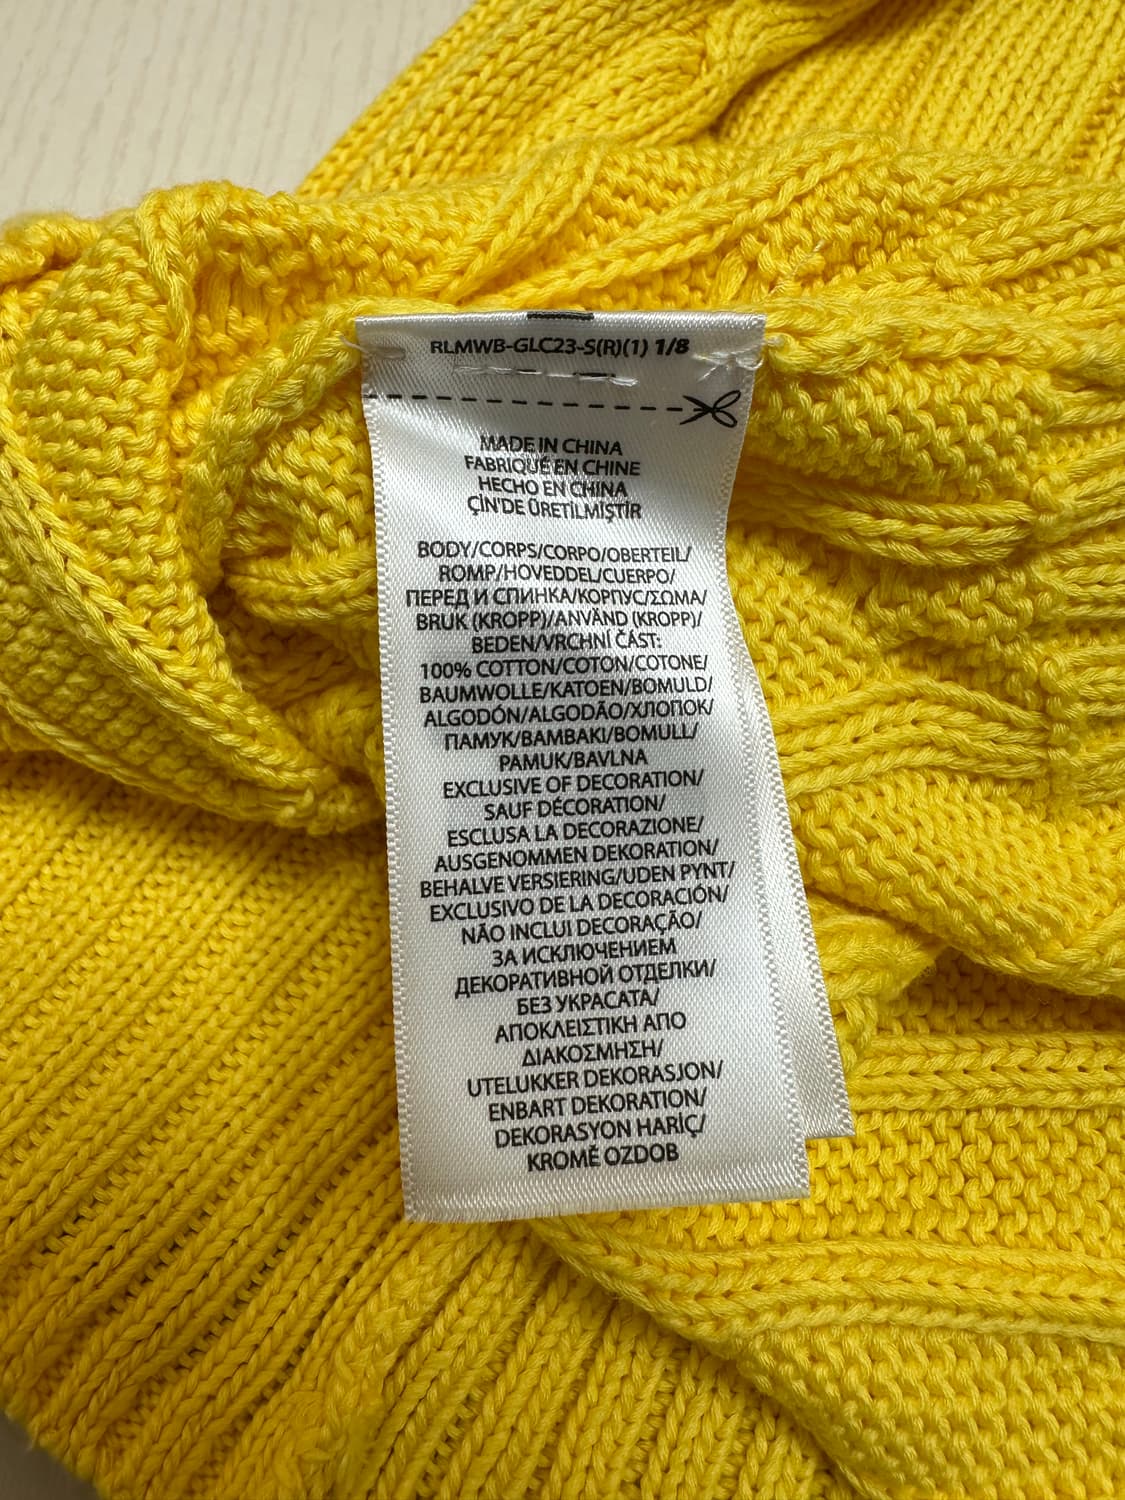 RLMWB-GLC23-S(R)(1) 1/8
MADE IN CHINA
FABRIQUÉ EN CHINE
HECHO EN CHINA
ÇİN'DE ÜRETİLMİŞTİR
BODY/CORPS/CORPO/OBERTEIL/
ROMP/HOVEDDEL/CUERPO/
ПЕРЕД И СПИНКА/КОРПУС/ΣΩΜΑ/
BRUK (KROPP)/ANVÄND (KROPP)/
BEDEN/VRCHNÍ ČÁST:
100% COTTON/COTON/COTONE/
BAUMWOLLE/KATOEN/BOMULD/
ALGODÓN/ALGODÃO/ХЛОПОК/
ПАМУК/ΒΑΜΒΑΚΙ/BOMULL/
PAMUK/BAVLNA
EXCLUSIVE OF DECORATION/
SAUF DÉCORATION/
ESCLUSA LA DECORAZIONE/
AUSGENOMMEN DEKORATION/
BEHALVE VERSIERING/UDEN PYNT/
EXCLUSIVO DE LA DECORACIÓN/
NÃO INCLUI DECORAÇÃO/
ЗА ИСКЛЮЧЕНИЕМ
ДЕКОРАТИВНОЙ ОТДЕЛКИ/
БЕЗ УКРАСАТА/
ΑΠΟΚΛΕΙΣΤΙΚΗ ΑΠΟ
ΔΙΑΚΟΣΜΗΣΗ/
UTELUKKER DEKORASJON/
ENBART DEKORATION/
DEKORASYON HARİÇ/
KROMĚ OZDOB